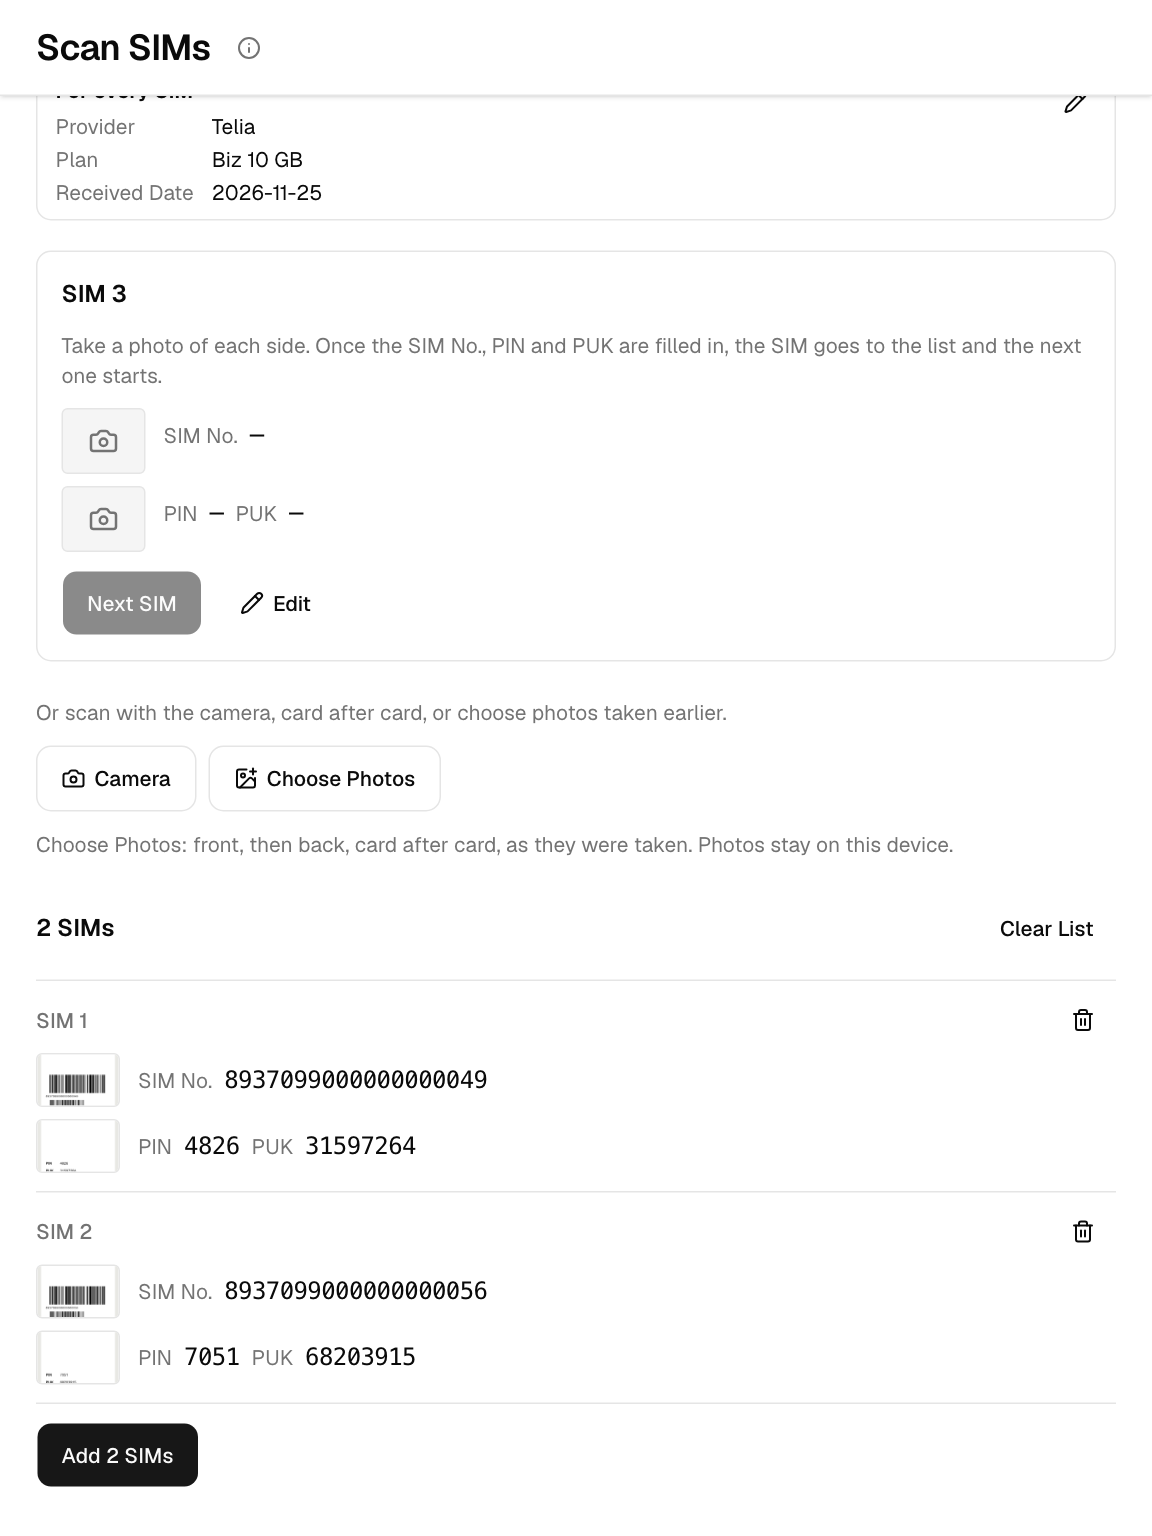 Scan SIMs
For every SIM
Provider Telia
Plan Biz 10 GB
Received Date 2026-11-25
SIM 3
Take a photo of each side. Once the SIM No., PIN and PUK are filled in, the SIM goes to the list and the next
one starts.
SIM No. –
PIN – PUK –
Next SIM Edit
Or scan with the camera, card after card, or choose photos taken earlier.
Camera Choose Photos
Choose Photos: front, then back, card after card, as they were taken. Photos stay on this device.
2 SIMs Clear List
SIM 1
SIM No. 8937099000000000049
PIN 4826 PUK 31597264
SIM 2
SIM No. 8937099000000000056
PIN 7051 PUK 68203915
Add 2 SIMs